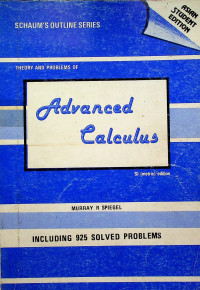 SCHAUM'S OUTLINE SERIES
ASIAN
STUDENT
EDITION
THEORY AND PROBLEMS OF
Advanced
Calculus
SI (metric) edition
MURRAY R SPIEGEL
INCLUDING 925 SOLVED PROBLEMS